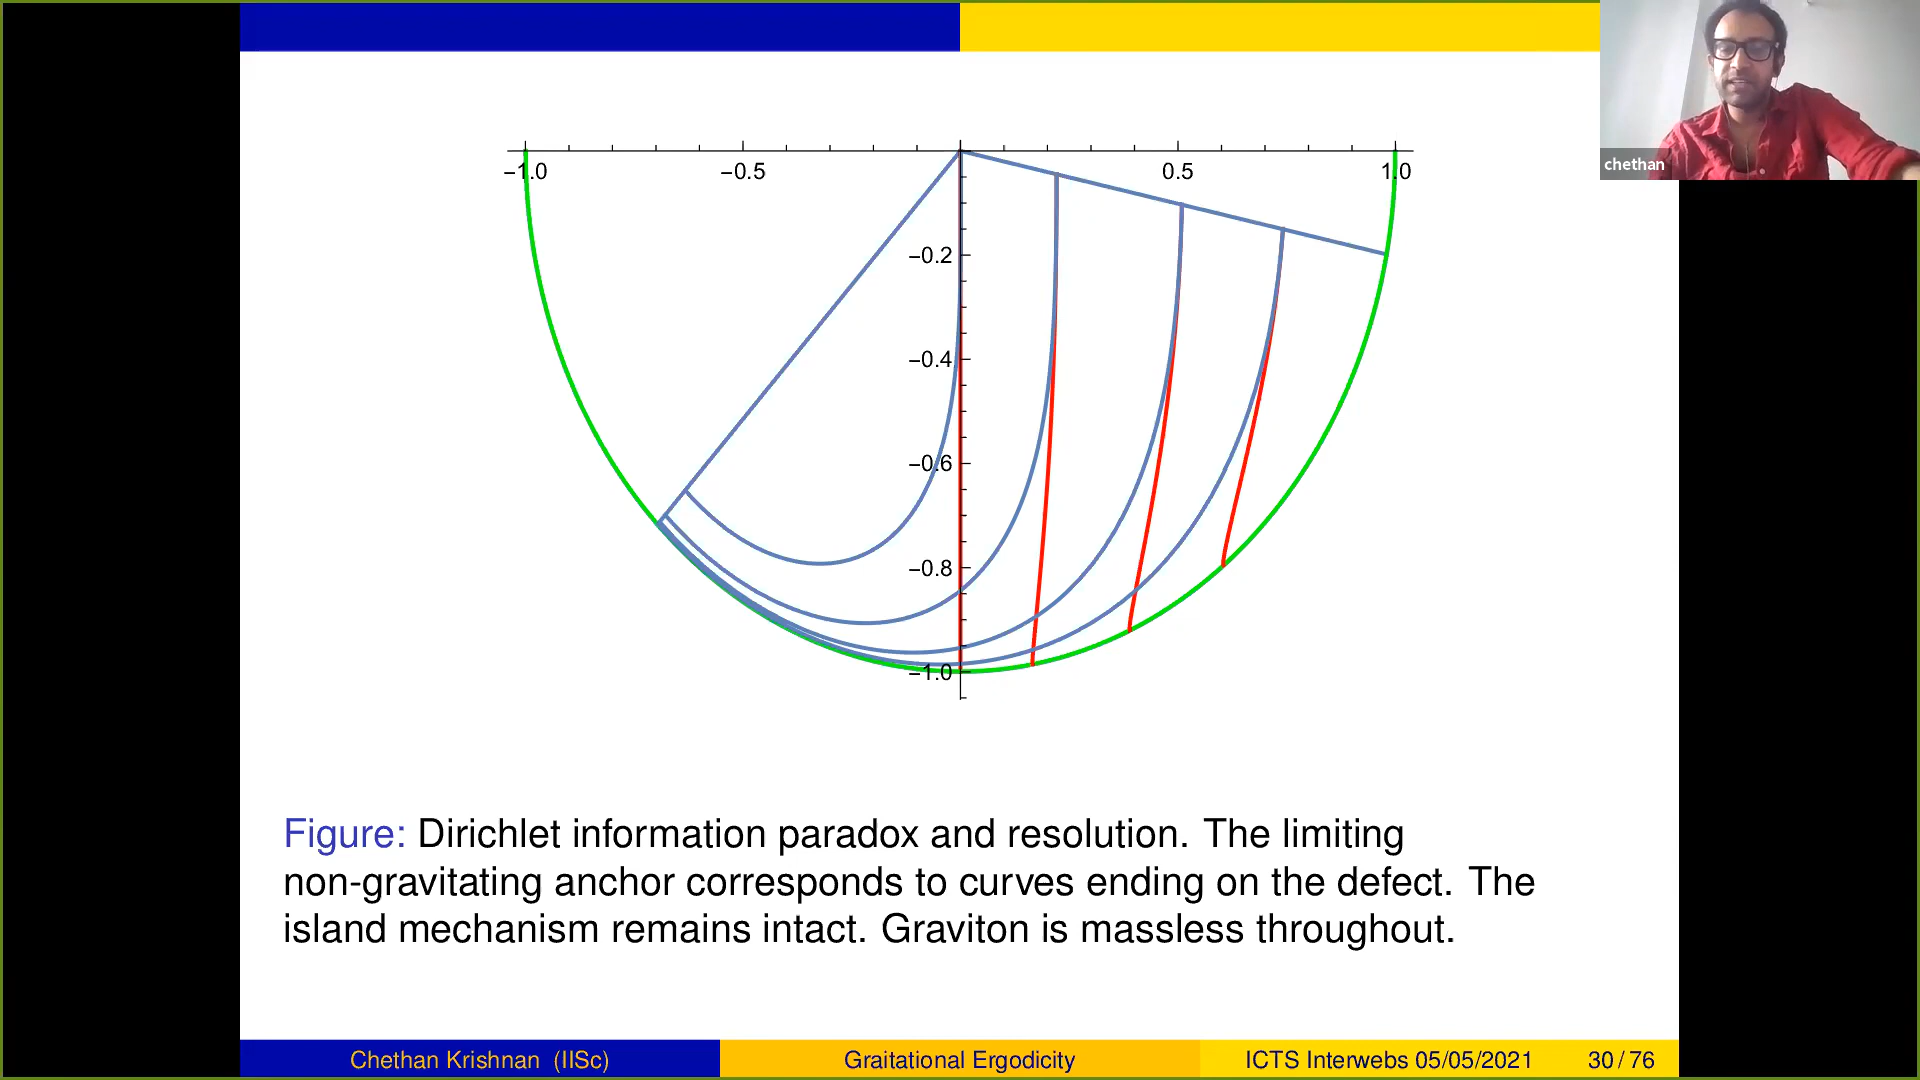 chethan
−1.0 −0.5 0.5 1.0
−0.2
−0.4
−0.6
−0.8
−1.0
Figure: Dirichlet information paradox and resolution. The limiting
non-gravitating anchor corresponds to curves ending on the defect. The
island mechanism remains intact. Graviton is massless throughout.
Chethan Krishnan (IISc) Graitational Ergodicity ICTS Interwebs 05/05/2021 30 / 76